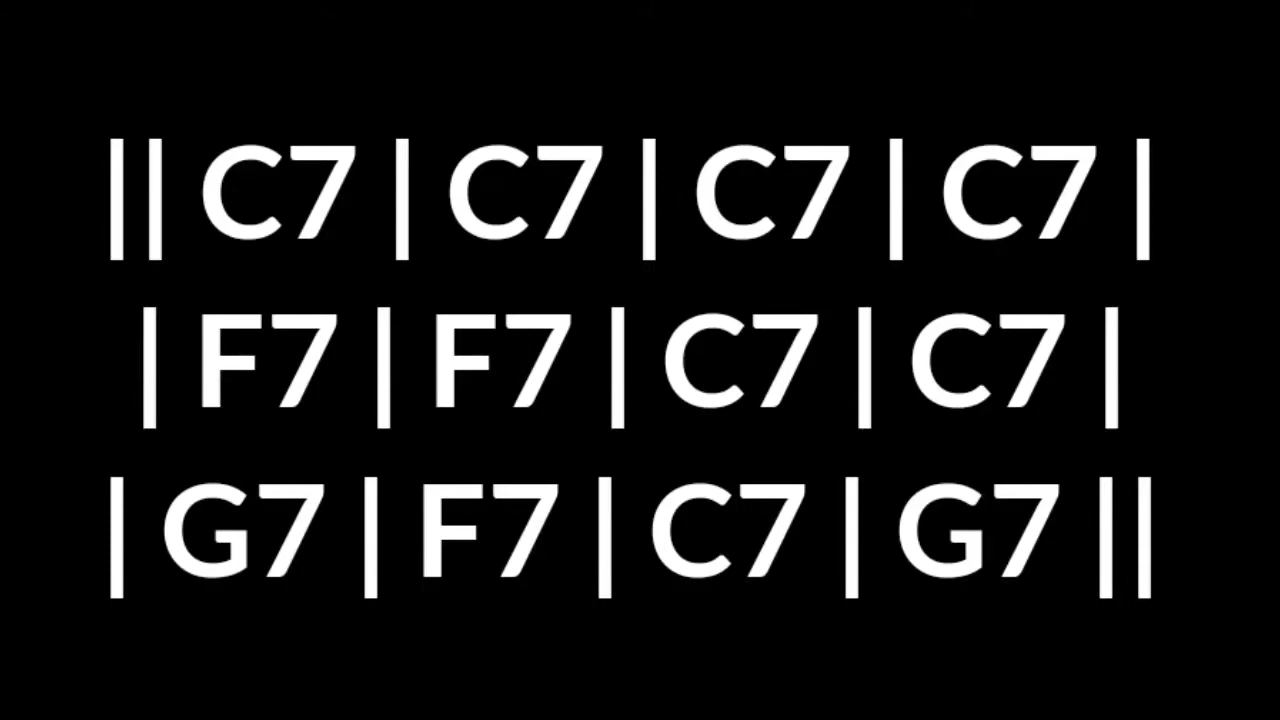 || C7 | C7 | C7 | C7 |
| F7 | F7 | C7 | C7 |
| G7 | F7 | C7 | G7 ||